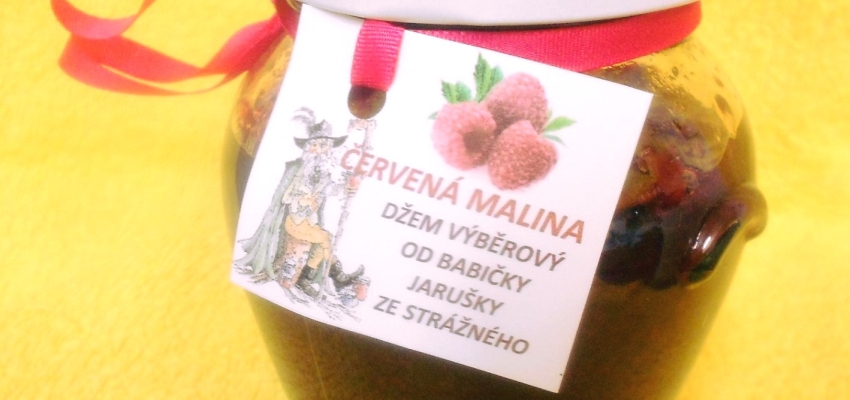 ČERVENÁ MALINA
DŽEM VÝBĚROVÝ
OD BABIČKY
JARUŠKY
ZE STRÁŽNÉHO